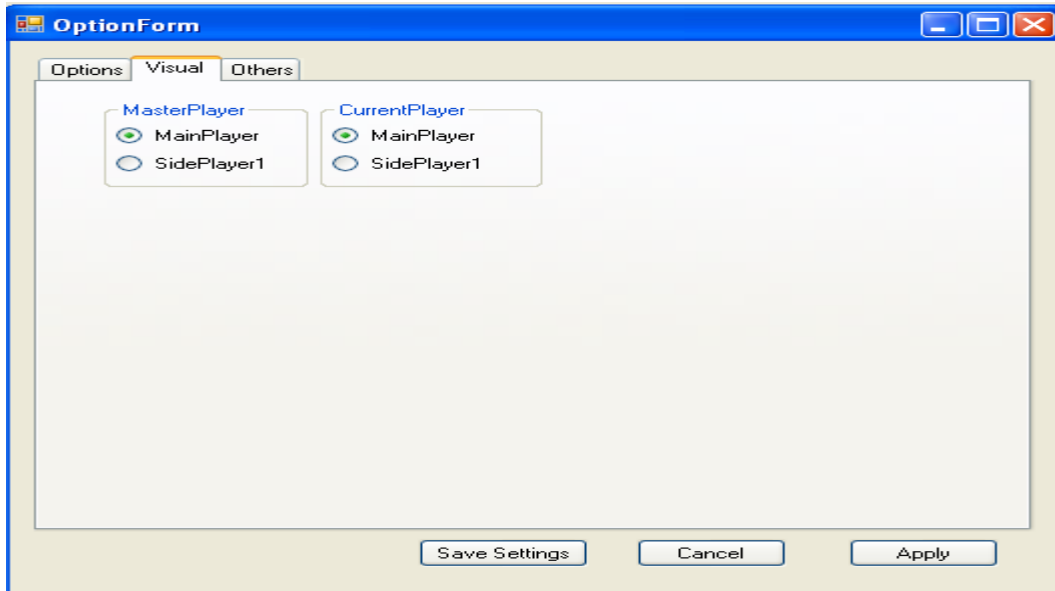 OptionForm
Options Visual Others
MasterPlayer CurrentPlayer
MainPlayer MainPlayer
SidePlayer1 SidePlayer1
Save Settings Cancel Apply